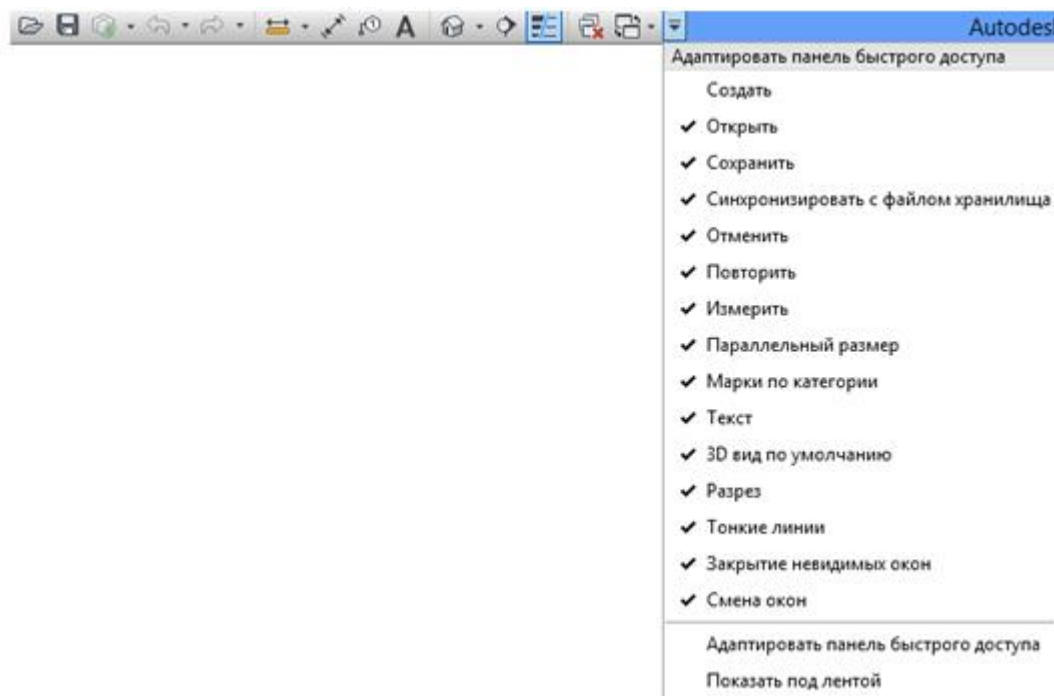 A
Autodes
Адаптировать панель быстрого доступа
Создать
Открыть
Сохранить
Синхронизировать с файлом хранилища
Отменить
Повторить
Измерить
Параллельный размер
Марки по категории
Текст
3D вид по умолчанию
Разрез
Тонкие линии
Закрытие невидимых окон
Смена окон
Адаптировать панель быстрого доступа
Показать под лентой